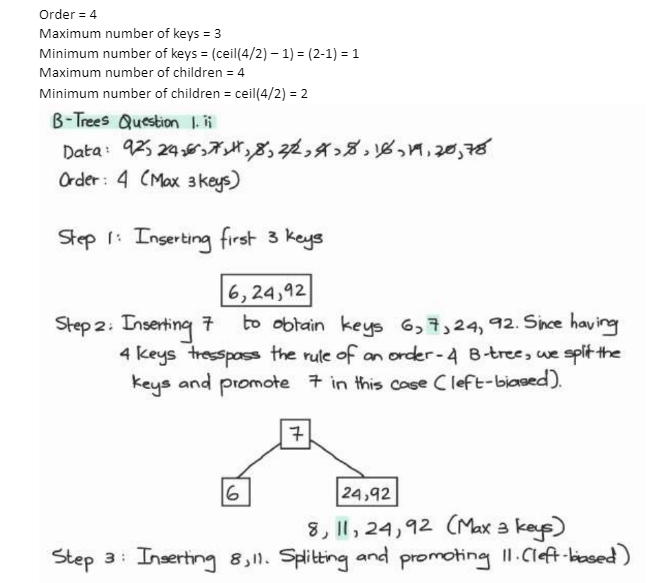 Order = 4
Maximum number of keys = 3
Minimum number of keys = (ceil(4/2) – 1) = (2-1) = 1
Maximum number of children = 4
Minimum number of children = ceil(4/2) = 2
B-Trees Question 1. ii
Data: 92, 24, 6, 7, 11, 8, 22, 4, 5, 16, 19, 20, 78
Order: 4 (Max 3 keys)
Step 1: Inserting first 3 keys
6, 24, 92
Step 2: Inserting 7 to obtain keys 6, 7, 24, 92. Since having
4 keys tresspass the rule of an order-4 B-tree, we split the
keys and promote 7 in this case (left-biased).
7
6 24, 92
8, 11, 24, 92 (Max 3 keys)
Step 3: Inserting 8, 11. Splitting and promoting 11. (left-biased)